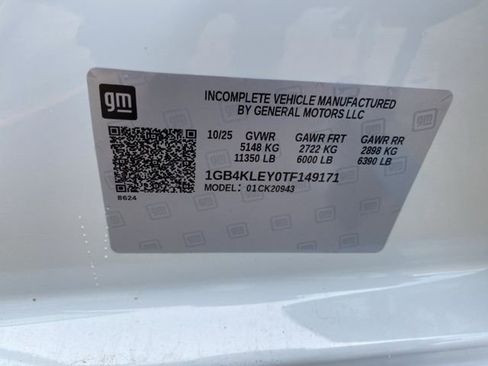 gm
INCOMPLETE VEHICLE MANUFACTURED
BY GENERAL MOTORS LLC
10/25 GVWR GAWR FRT GAWR RR
5148 KG 2722 KG 2898 KG
11350 LB 6000 LB 6390 LB
1GB4KLEY0TF149171
MODEL: 01CK20943
8624